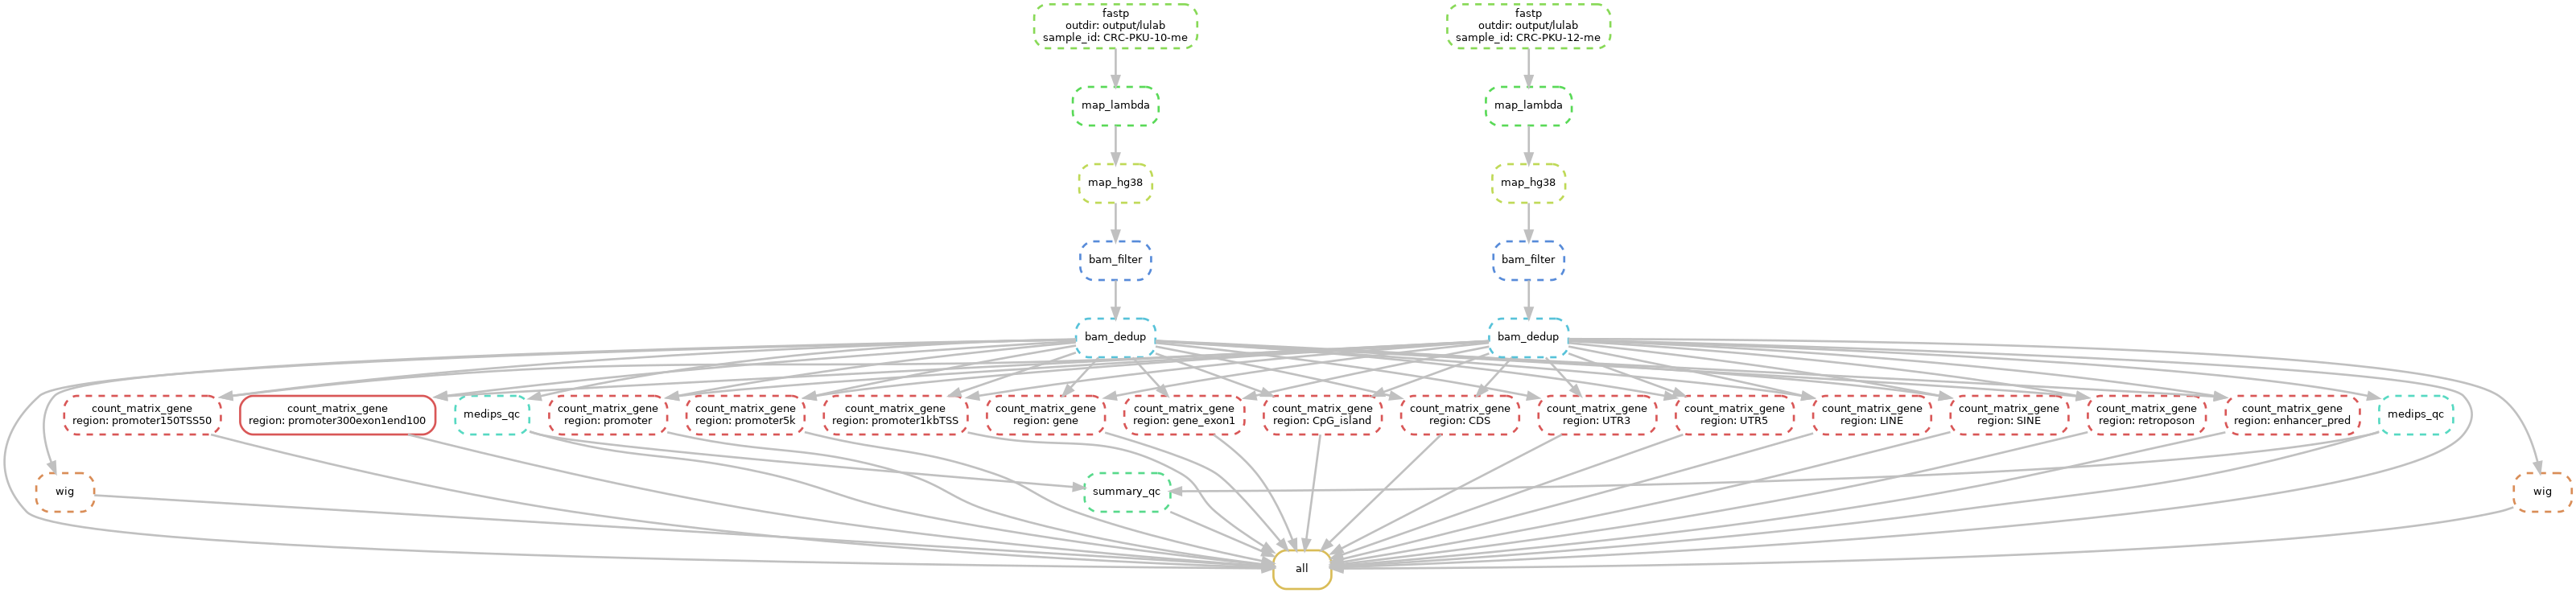 fastp
outdir: output/lulab
sample_id: CRC-PKU-10-me
fastp
outdir: output/lulab
sample_id: CRC-PKU-12-me
map_lambda
map_lambda
map_hg38
map_hg38
bam_filter
bam_filter
bam_dedup
bam_dedup
count_matrix_gene
region: promoter150TSS50
count_matrix_gene
region: promoter300exon1end100
medips_qc
count_matrix_gene
region: promoter
count_matrix_gene
region: promoter5k
count_matrix_gene
region: promoter1kbTSS
count_matrix_gene
region: gene
count_matrix_gene
region: gene_exon1
count_matrix_gene
region: CpG_island
count_matrix_gene
region: CDS
count_matrix_gene
region: UTR3
count_matrix_gene
region: UTR5
count_matrix_gene
region: LINE
count_matrix_gene
region: SINE
count_matrix_gene
region: retroposon
count_matrix_gene
region: enhancer_pred
medips_qc
wig
summary_qc
wig
all